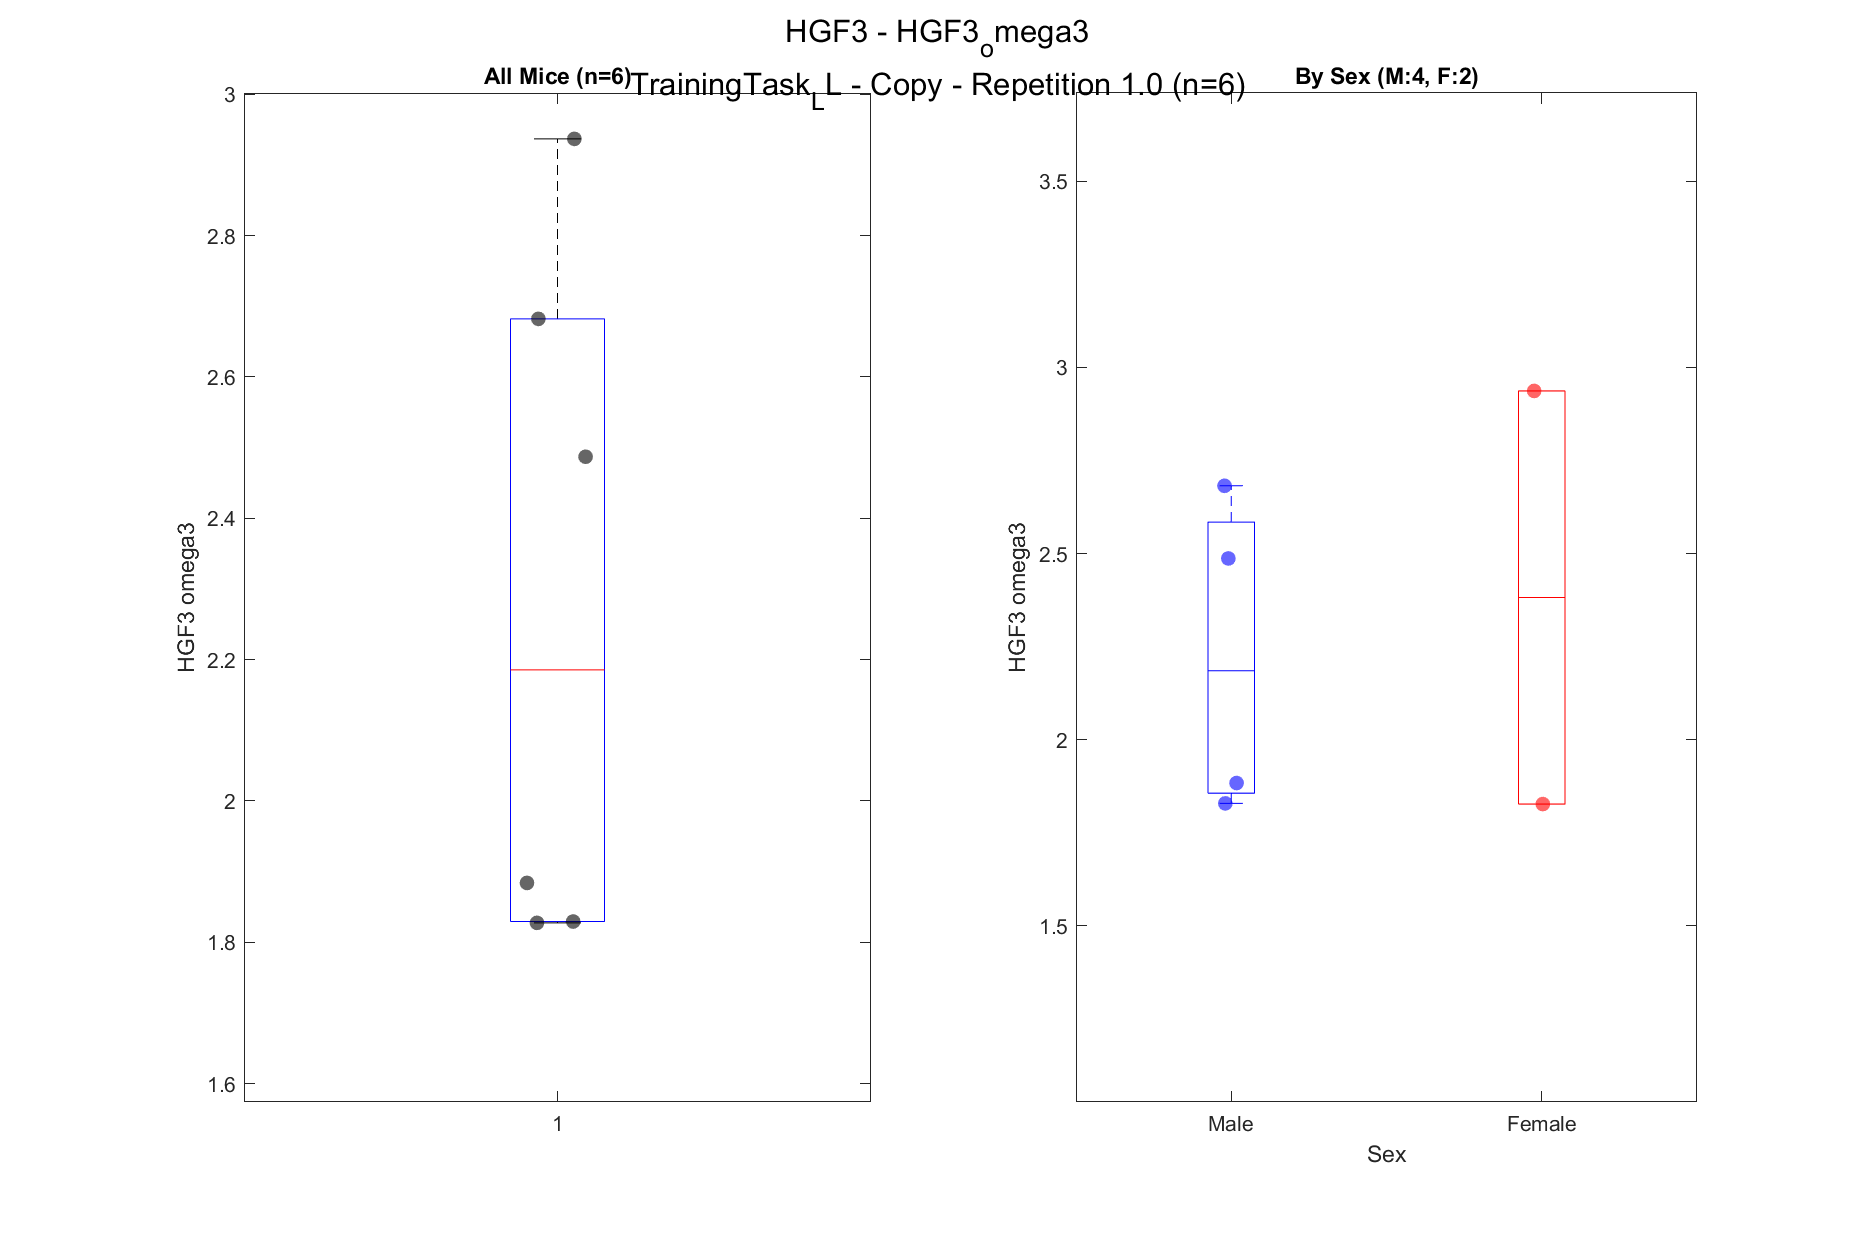 HGF3 - HGF3_omega3
TrainingTask_LL - Copy - Repetition 1.0 (n=6)
All Mice (n=6)
3
2.8
2.6
2.4
2.2
2
1.8
1.6
HGF3 omega3
1
By Sex (M:4, F:2)
3.5
3
2.5
2
1.5
HGF3 omega3
Male Female
Sex